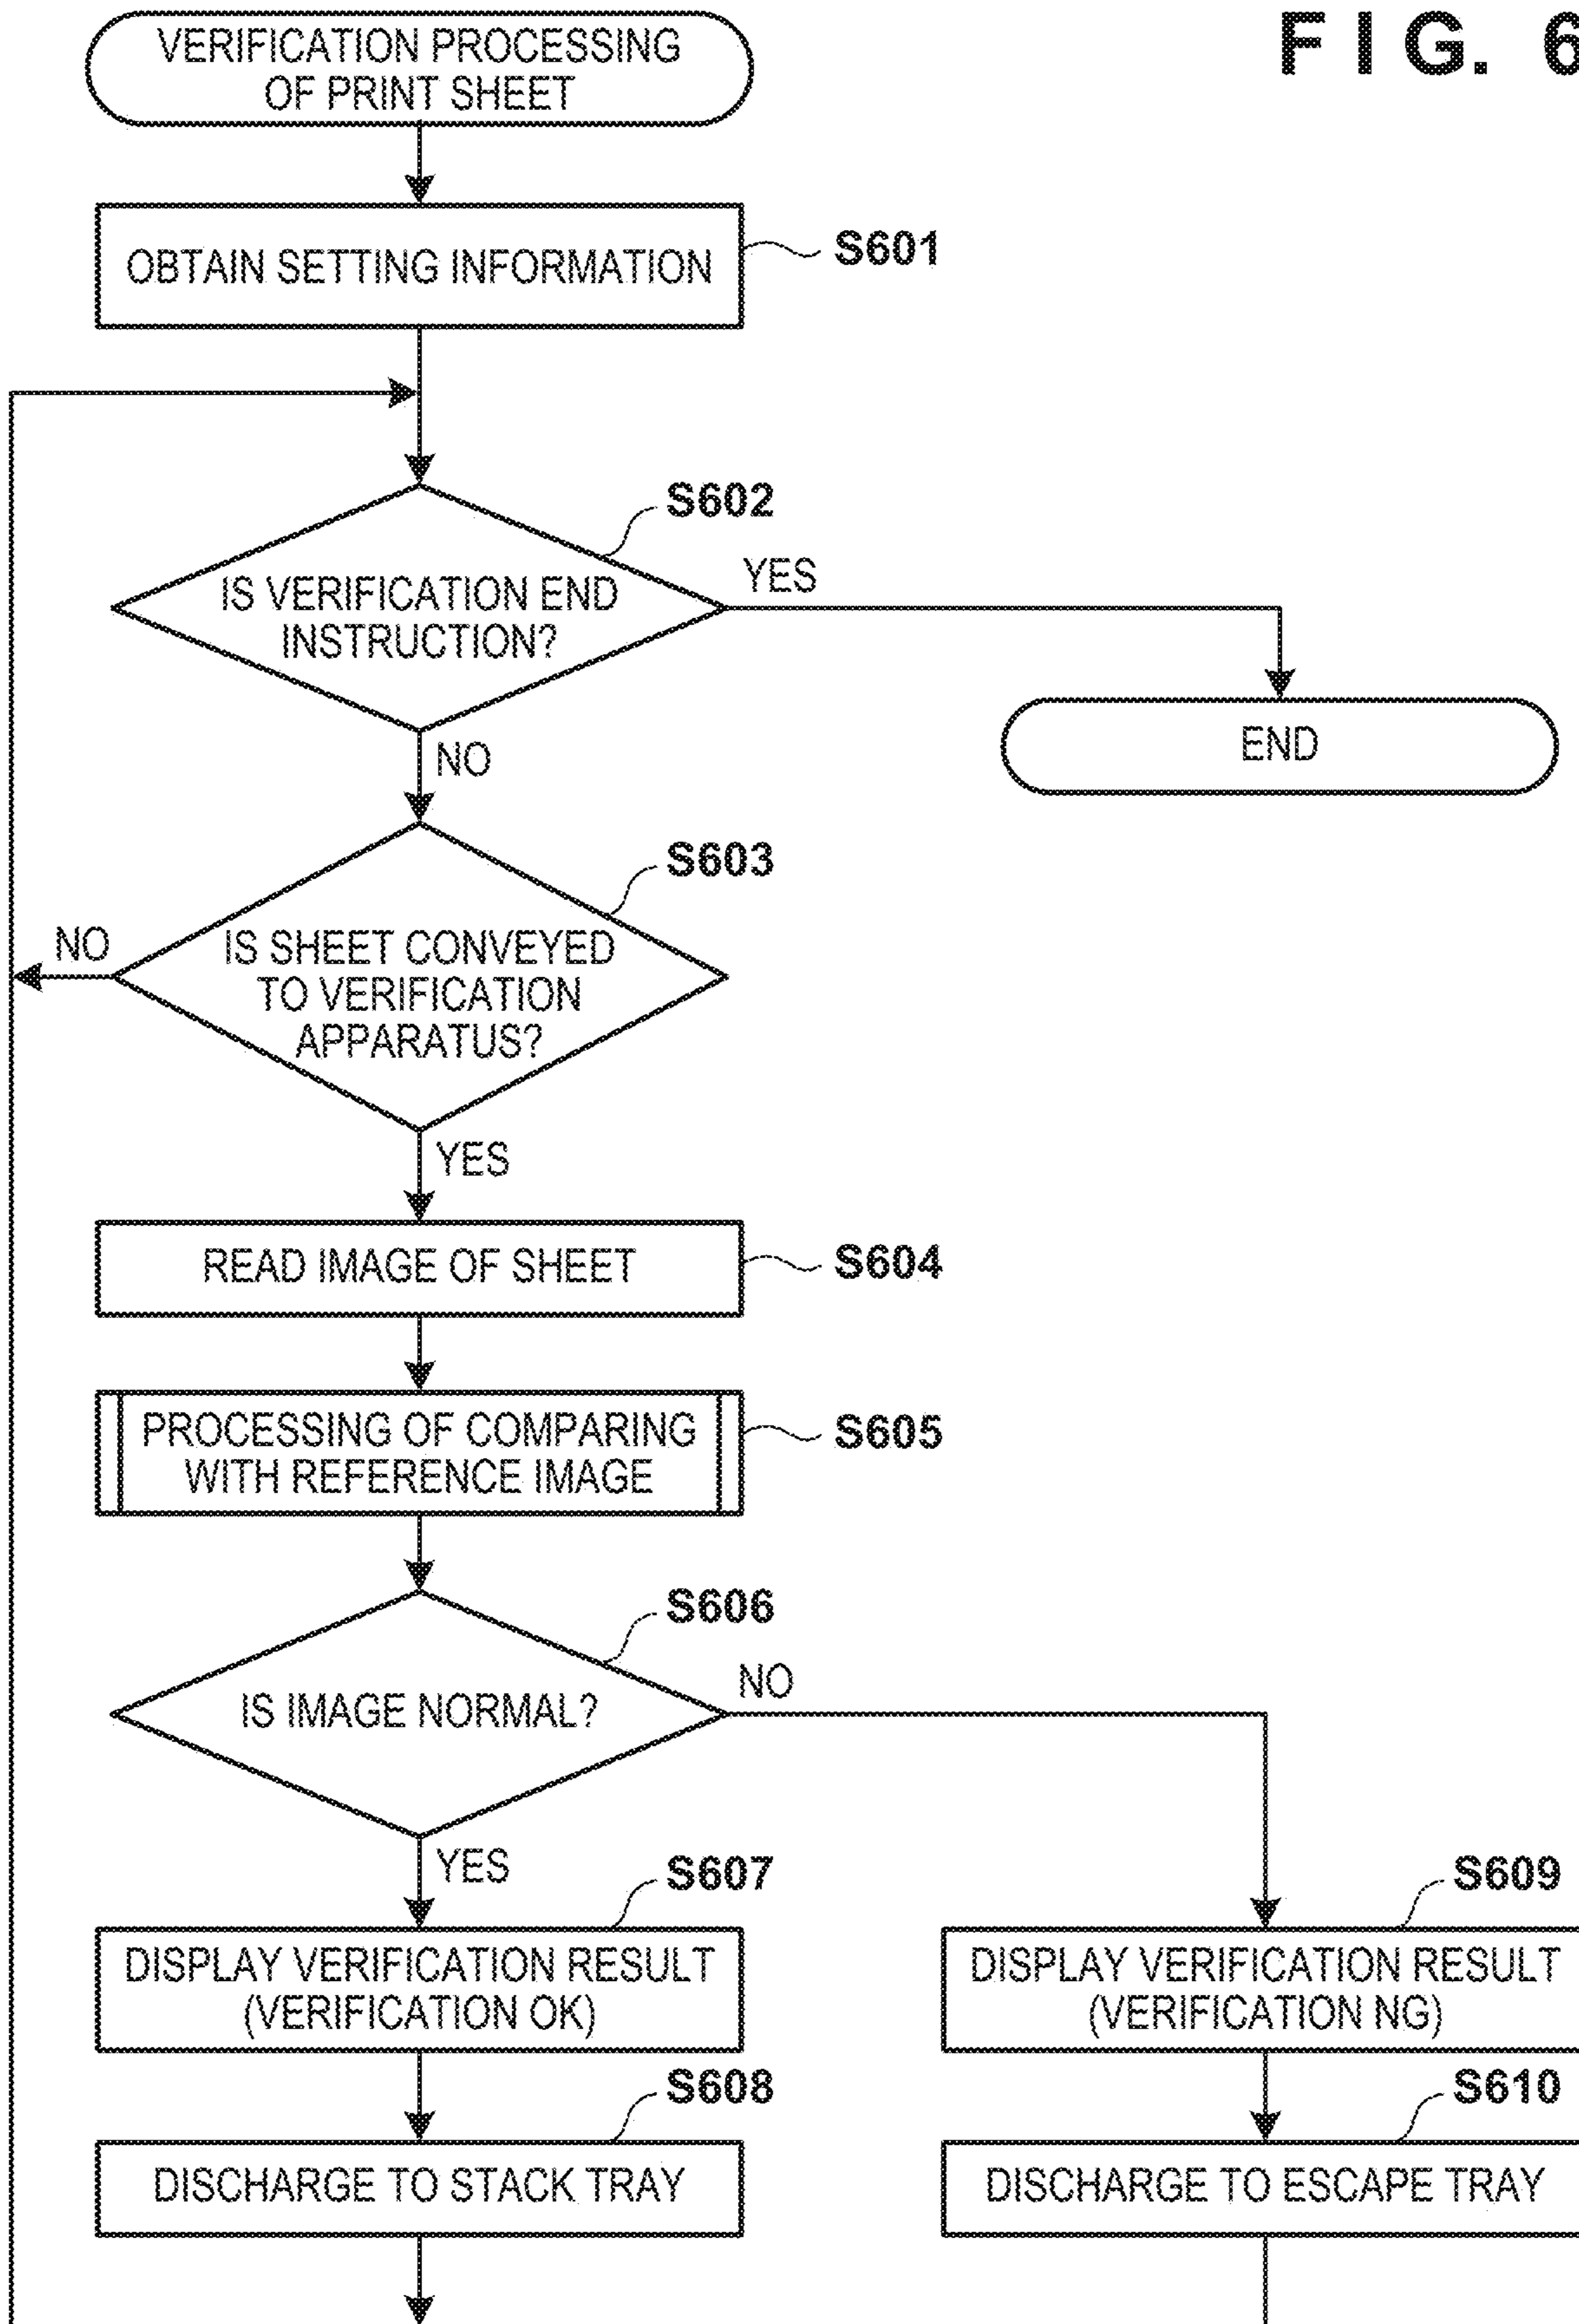 FIG. 6
VERIFICATION PROCESSING
OF PRINT SHEET
OBTAIN SETTING INFORMATION
S601
S602
IS VERIFICATION END
INSTRUCTION?
YES
NO
END
S603
IS SHEET CONVEYED
TO VERIFICATION
APPARATUS?
NO
YES
READ IMAGE OF SHEET
S604
PROCESSING OF COMPARING
WITH REFERENCE IMAGE
S605
S606
IS IMAGE NORMAL?
NO
YES
S607
DISPLAY VERIFICATION RESULT
(VERIFICATION OK)
S609
DISPLAY VERIFICATION RESULT
(VERIFICATION NG)
S608
DISCHARGE TO STACK TRAY
S610
DISCHARGE TO ESCAPE TRAY